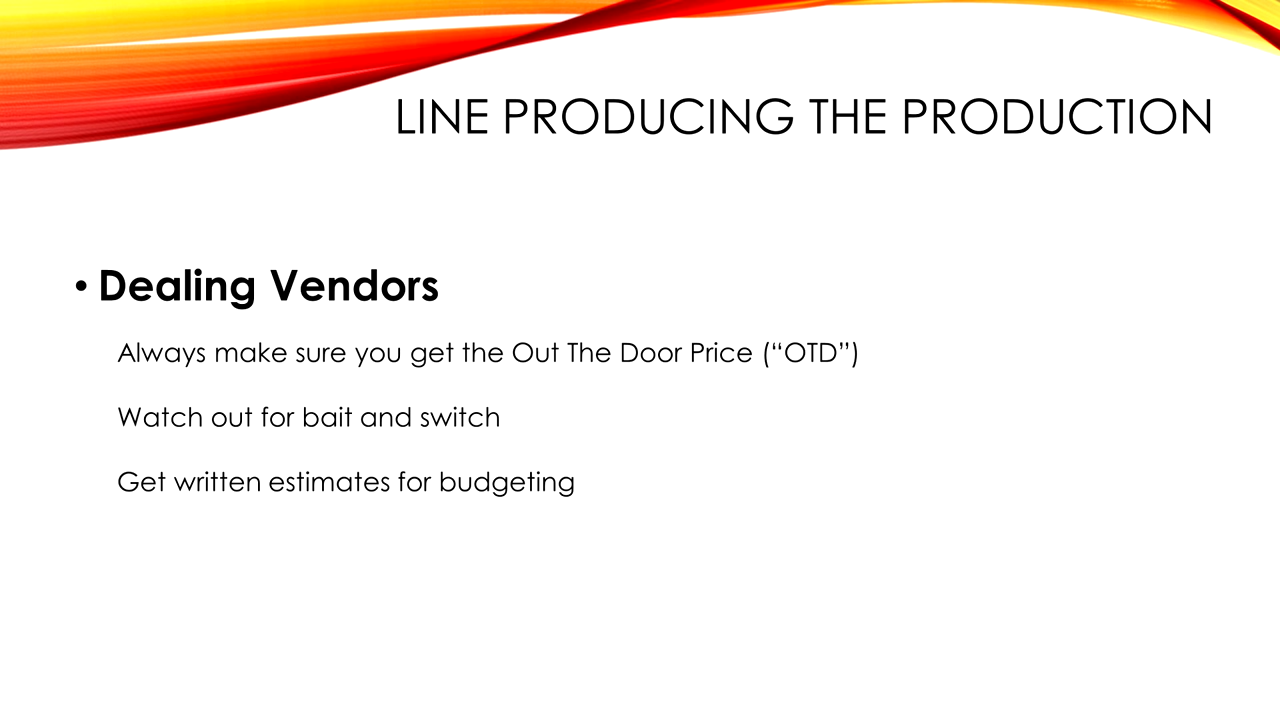 LINE PRODUCING THE PRODUCTION
• Dealing Vendors
Always make sure you get the Out The Door Price (“OTD”)
Watch out for bait and switch
Get written estimates for budgeting